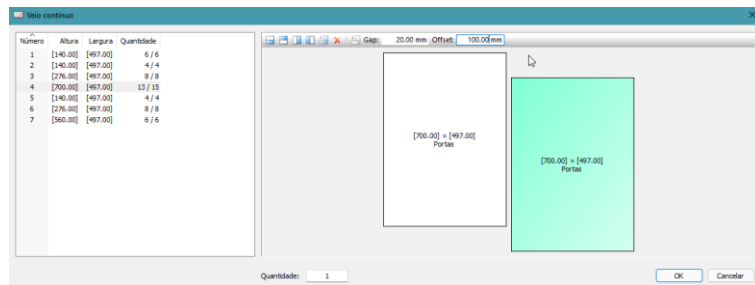 Veio contínuo
Número Altura Largura Quantidade
1 [140.00] [497.00] 6 / 6
2 [140.00] [497.00] 4 / 4
3 [276.00] [497.00] 8 / 8
4 [700.00] [497.00] 13 / 15
5 [140.00] [497.00] 4 / 4
6 [276.00] [497.00] 8 / 8
7 [560.00] [497.00] 6 / 6
Gap: 20.00 mm Offset: 100.00 mm
[700.00] = [497.00]
Portas
[700.00] = [497.00]
Portas
Quantidade: 1
OK Cancelar